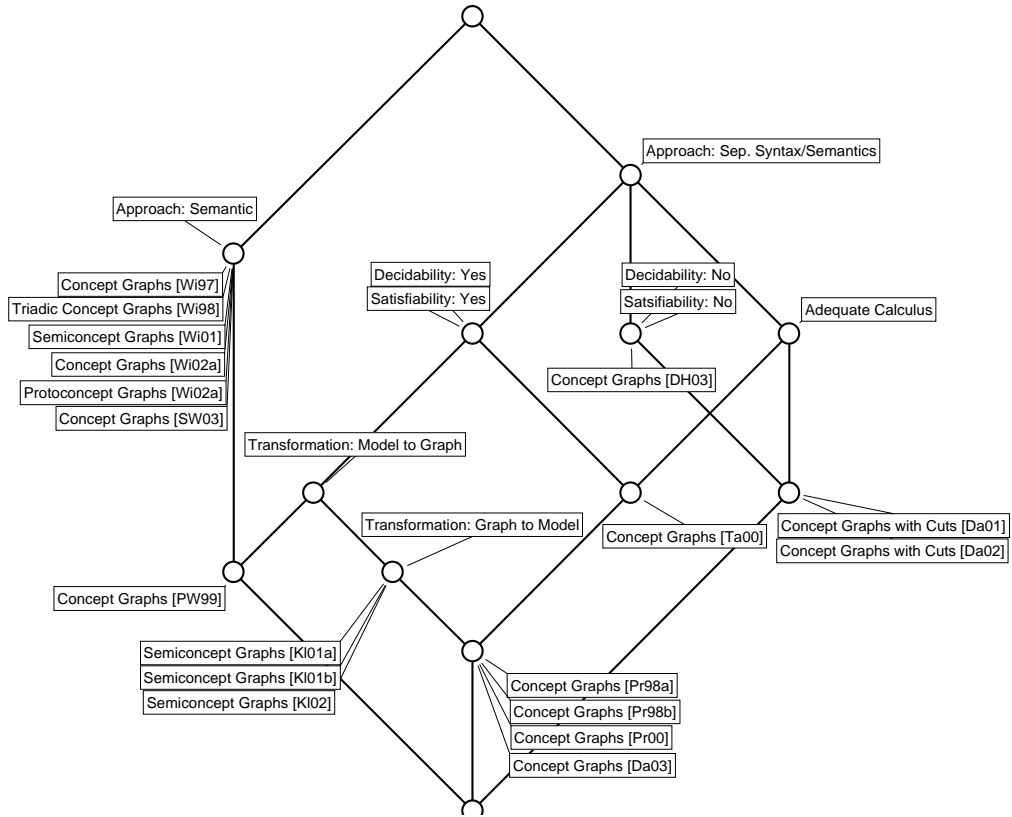 Approach: Sep. Syntax/Semantics
Approach: Semantic
Concept Graphs [Wi97]
Triadic Concept Graphs [Wi98]
Semiconcept Graphs [Wi01]
Concept Graphs [Wi02a]
Protoconcept Graphs [Wi02a]
Concept Graphs [SW03]
Decidability: Yes
Satisfiability: Yes
Decidability: No
Satsifiability: No
Adequate Calculus
Concept Graphs [DH03]
Transformation: Model to Graph
Transformation: Graph to Model
Concept Graphs [Ta00]
Concept Graphs with Cuts [Da01]
Concept Graphs with Cuts [Da02]
Concept Graphs [PW99]
Semiconcept Graphs [Kl01a]
Semiconcept Graphs [Kl01b]
Semiconcept Graphs [Kl02]
Concept Graphs [Pr98a]
Concept Graphs [Pr98b]
Concept Graphs [Pr00]
Concept Graphs [Da03]